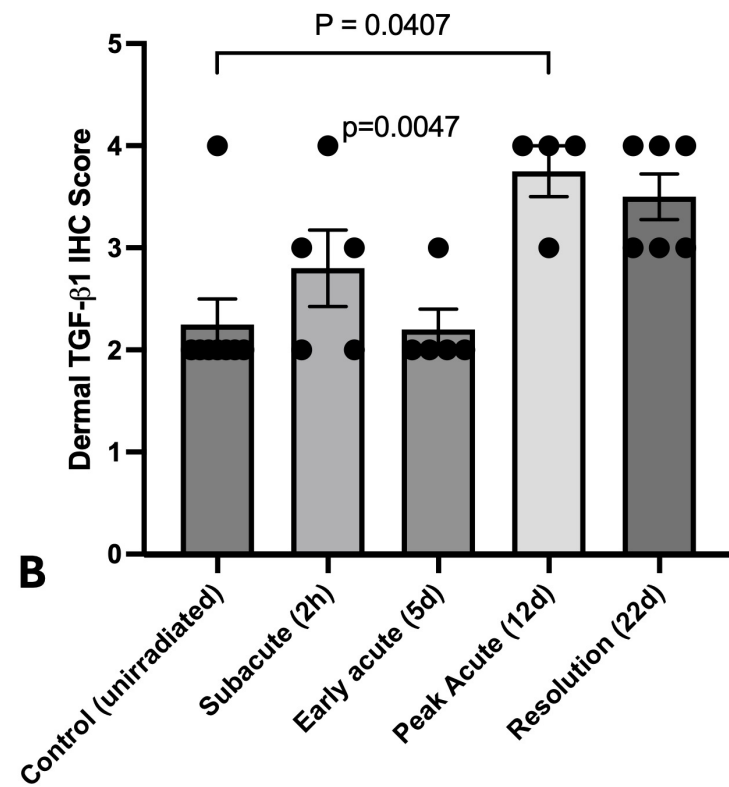 P = 0.0407
p=0.0047
Dermal TGF-β1 IHC Score
5
4
3
2
1
0
B
Control (unirradiated)
Subacute (2h)
Early acute (5d)
Peak Acute (12d)
Resolution (22d)